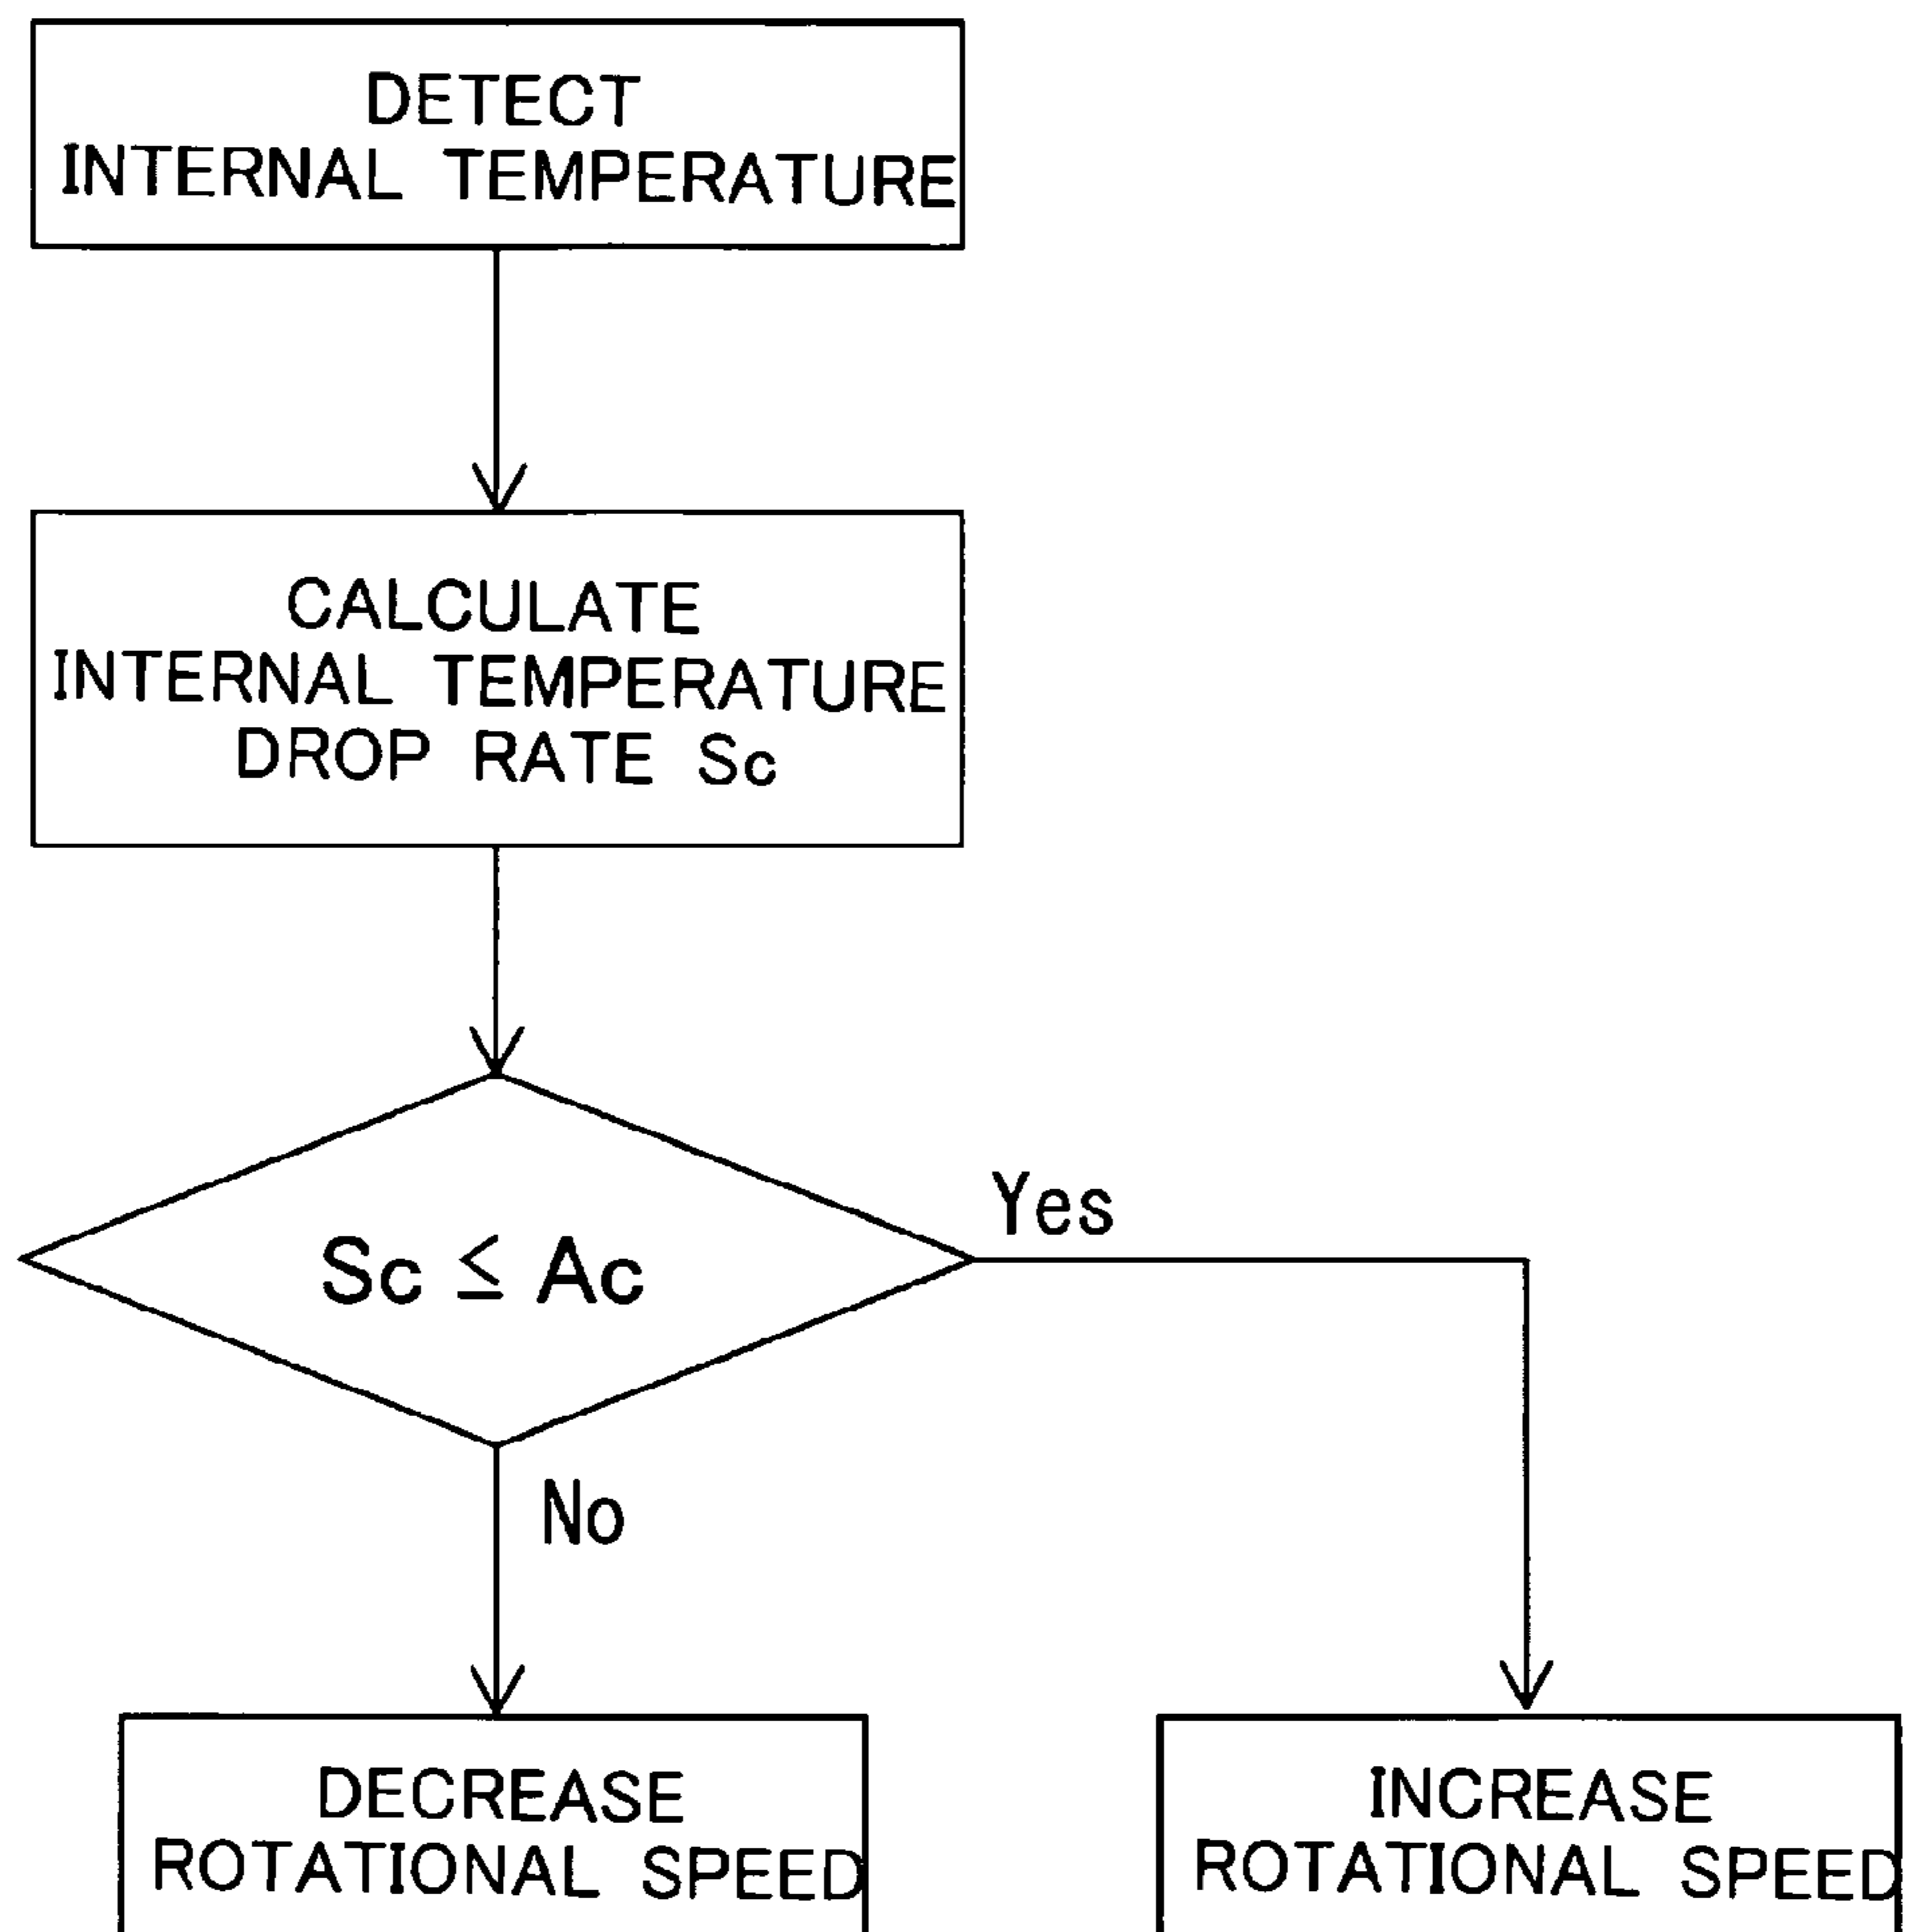 DETECT
INTERNAL TEMPERATURE
CALCULATE
INTERNAL TEMPERATURE
DROP RATE Sc
Sc ≤ Ac
Yes
No
DECREASE
ROTATIONAL SPEED
INCREASE
ROTATIONAL SPEED